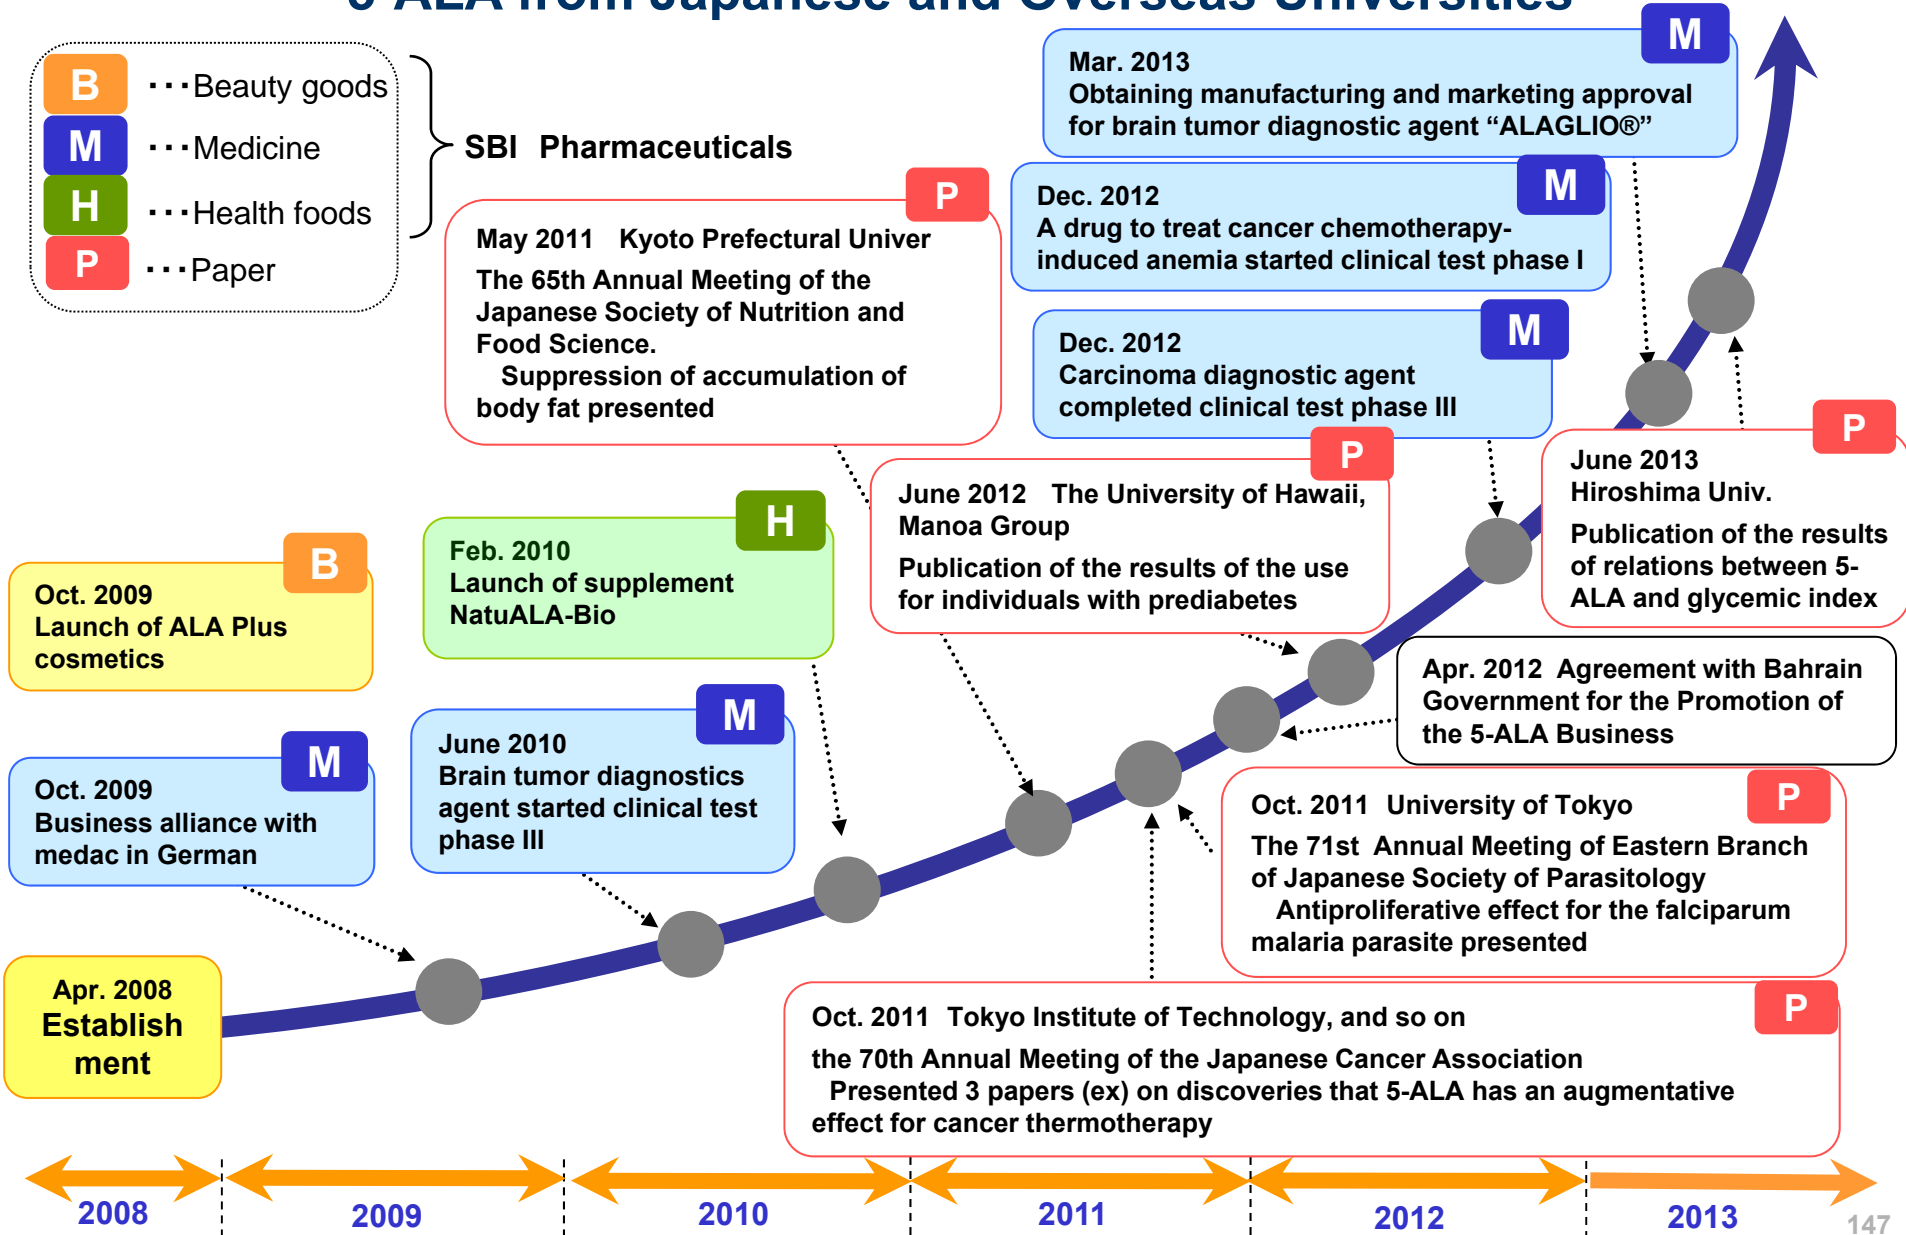 B ···Beauty goods
M ···Medicine
H ···Health foods
P ···Paper
SBI Pharmaceuticals
M
Mar. 2013
Obtaining manufacturing and marketing approval
for brain tumor diagnostic agent “ALAGLIO®”
M
Dec. 2012
A drug to treat cancer chemotherapy-
induced anemia started clinical test phase I
P
May 2011 Kyoto Prefectural Univer
The 65th Annual Meeting of the
Japanese Society of Nutrition and
Food Science.
Suppression of accumulation of
body fat presented
M
Dec. 2012
Carcinoma diagnostic agent
completed clinical test phase III
P
June 2012 The University of Hawaii,
Manoa Group
Publication of the results of the use
for individuals with prediabetes
P
June 2013
Hiroshima Univ.
Publication of the results
of relations between 5-
ALA and glycemic index
H
Feb. 2010
Launch of supplement
NatuALA-Bio
B
Oct. 2009
Launch of ALA Plus
cosmetics
Apr. 2012 Agreement with Bahrain
Government for the Promotion of
the 5-ALA Business
M
June 2010
Brain tumor diagnostics
agent started clinical test
phase III
M
Oct. 2009
Business alliance with
medac in German
P
Oct. 2011 University of Tokyo
The 71st Annual Meeting of Eastern Branch
of Japanese Society of Parasitology
Antiproliferative effect for the falciparum
malaria parasite presented
Apr. 2008
Establish
ment
P
Oct. 2011 Tokyo Institute of Technology, and so on
the 70th Annual Meeting of the Japanese Cancer Association
Presented 3 papers (ex) on discoveries that 5-ALA has an augmentative
effect for cancer thermotherapy
2008 2009 2010 2011 2012 2013
147